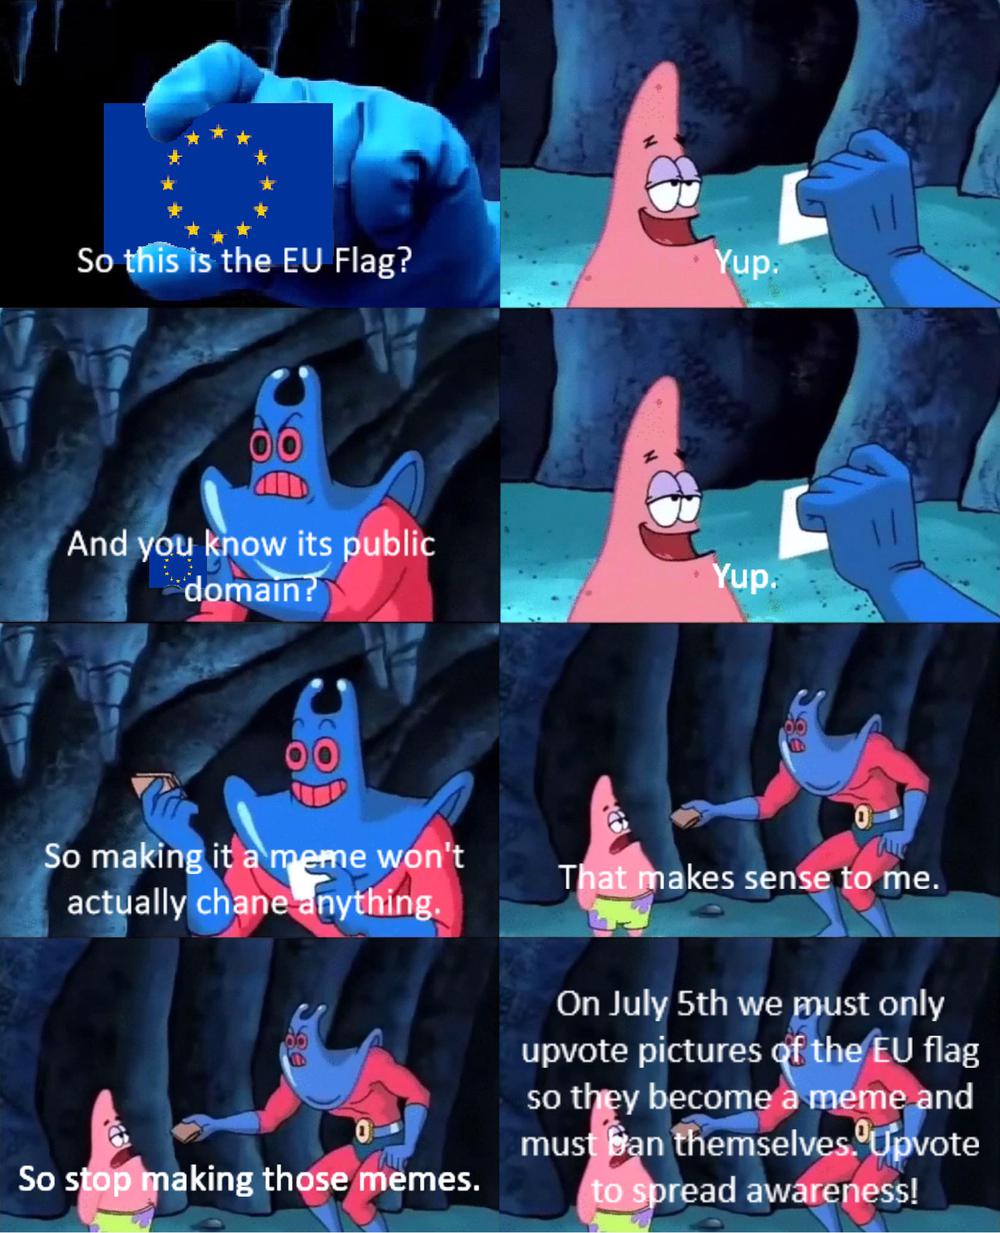 So this is the EU Flag?
Yup.
And you know its public
domain?
Yup.
So making it a meme won't
actually chane anything.
That makes sense to me.
So stop making those memes.
On July 5th we must only
upvote pictures of the EU flag
so they become a meme and
must ban themselves. Upvote
to spread awareness!